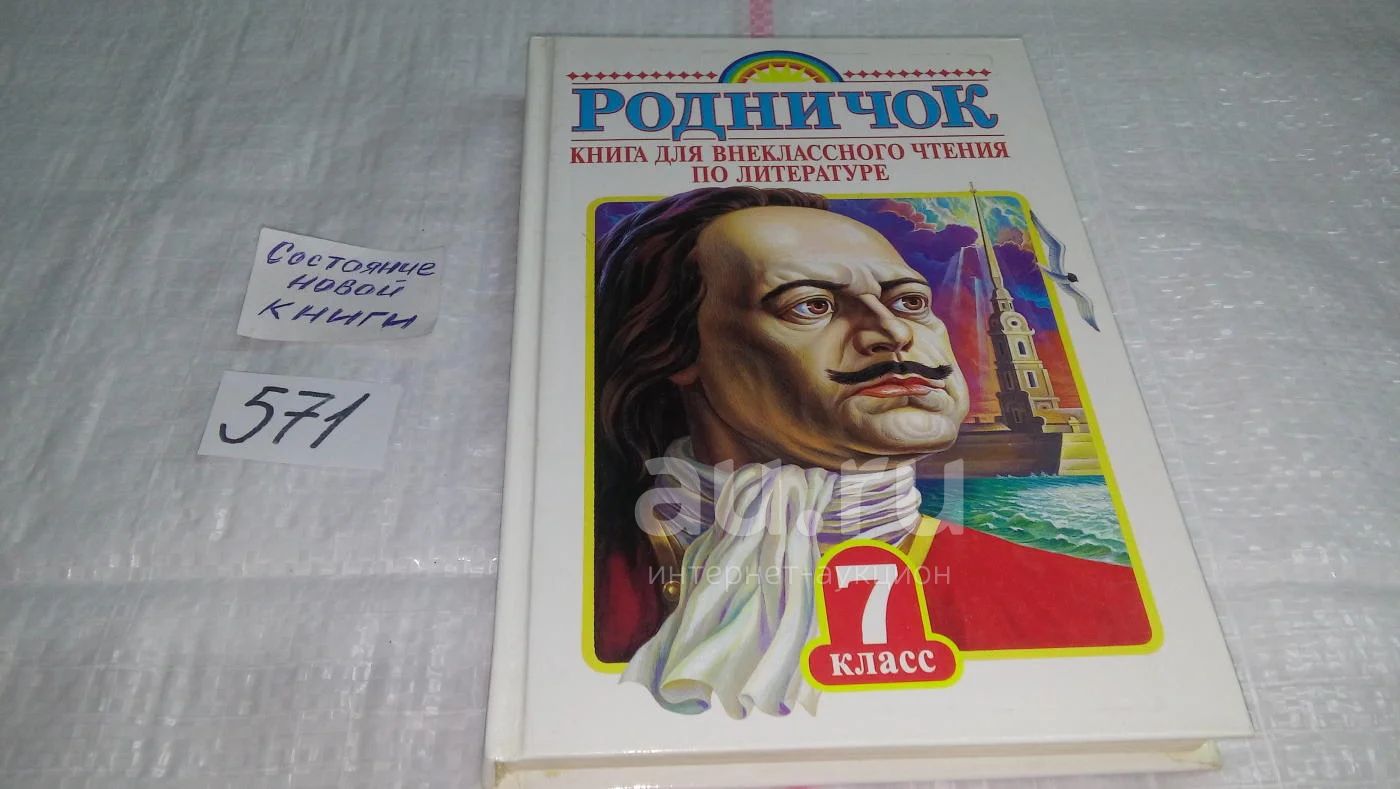 РОДНИЧОК
КНИГА ДЛЯ ВНЕКЛАССНОГО ЧТЕНИЯ
ПО ЛИТЕРАТУРЕ
Состояние
новой
книги
571
au.ru
интернет-аукцион
7
класс